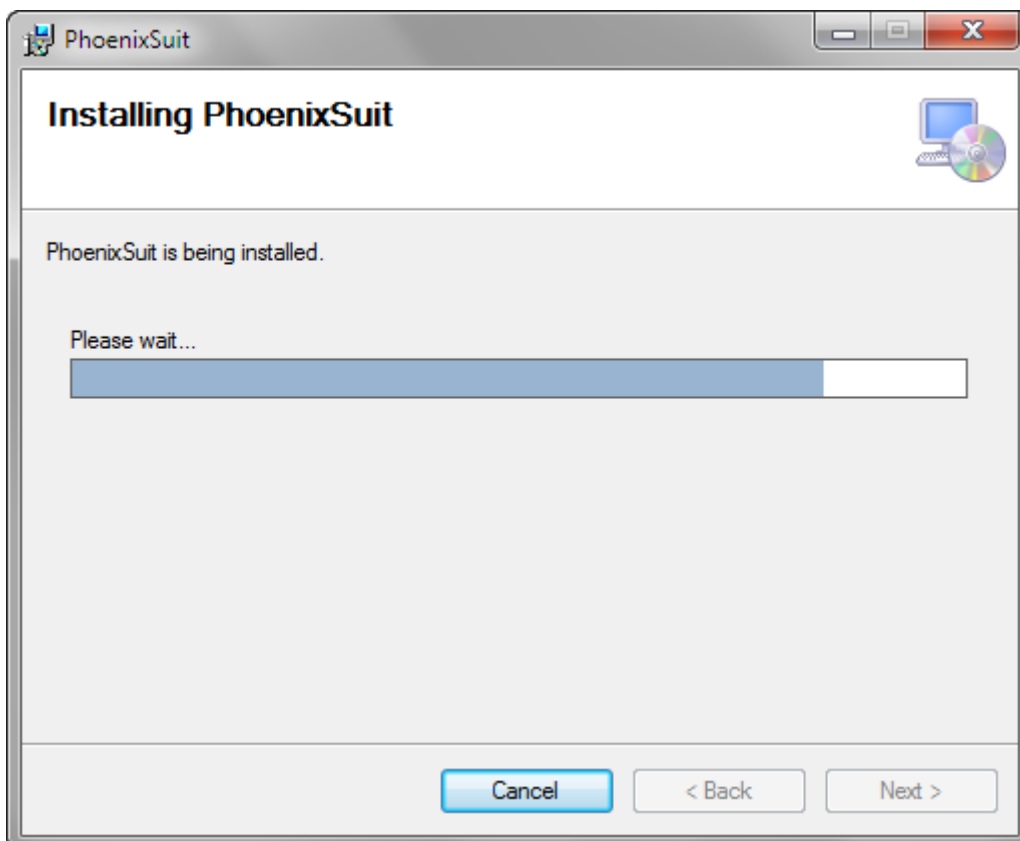 PhoenixSuit
Installing PhoenixSuit
PhoenixSuit is being installed.
Please wait...
Cancel
< Back
Next >